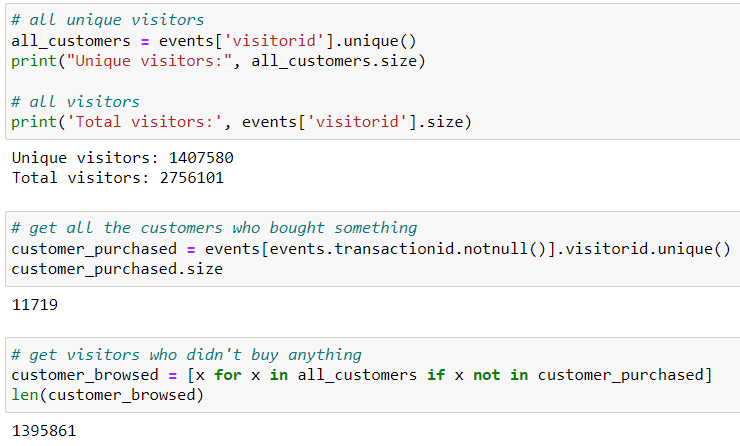 # all unique visitors
all_customers = events['visitorid'].unique()
print("Unique visitors:", all_customers.size)
# all visitors
print('Total visitors:', events['visitorid'].size)
Unique visitors: 1407580
Total visitors: 2756101
# get all the customers who bought something
customer_purchased = events[events.transactionid.notnull()].visitorid.unique()
customer_purchased.size
11719
# get visitors who didn't buy anything
customer_browsed = [x for x in all_customers if x not in customer_purchased]
len(customer_browsed)
1395861